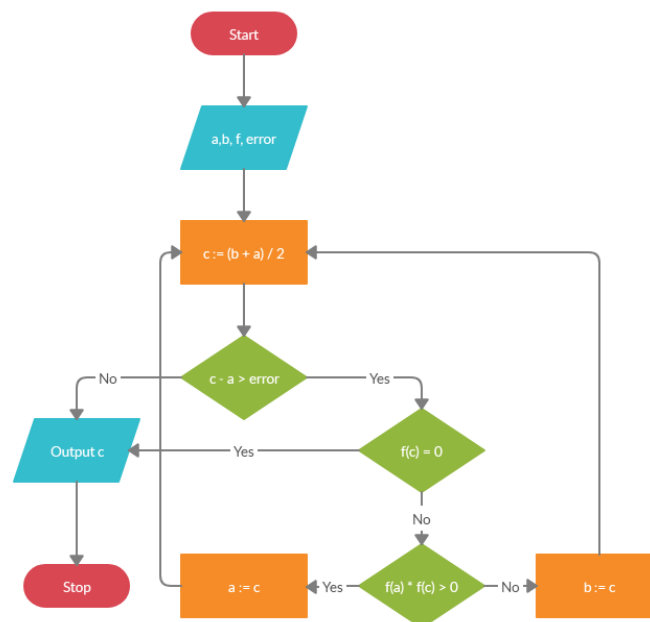 Start
a,b, f, error
c := (b + a) / 2
c - a > error
No
Yes
Output c
Yes
f(c) = 0
No
Stop
a := c
Yes
f(a) * f(c) > 0
No
b := c